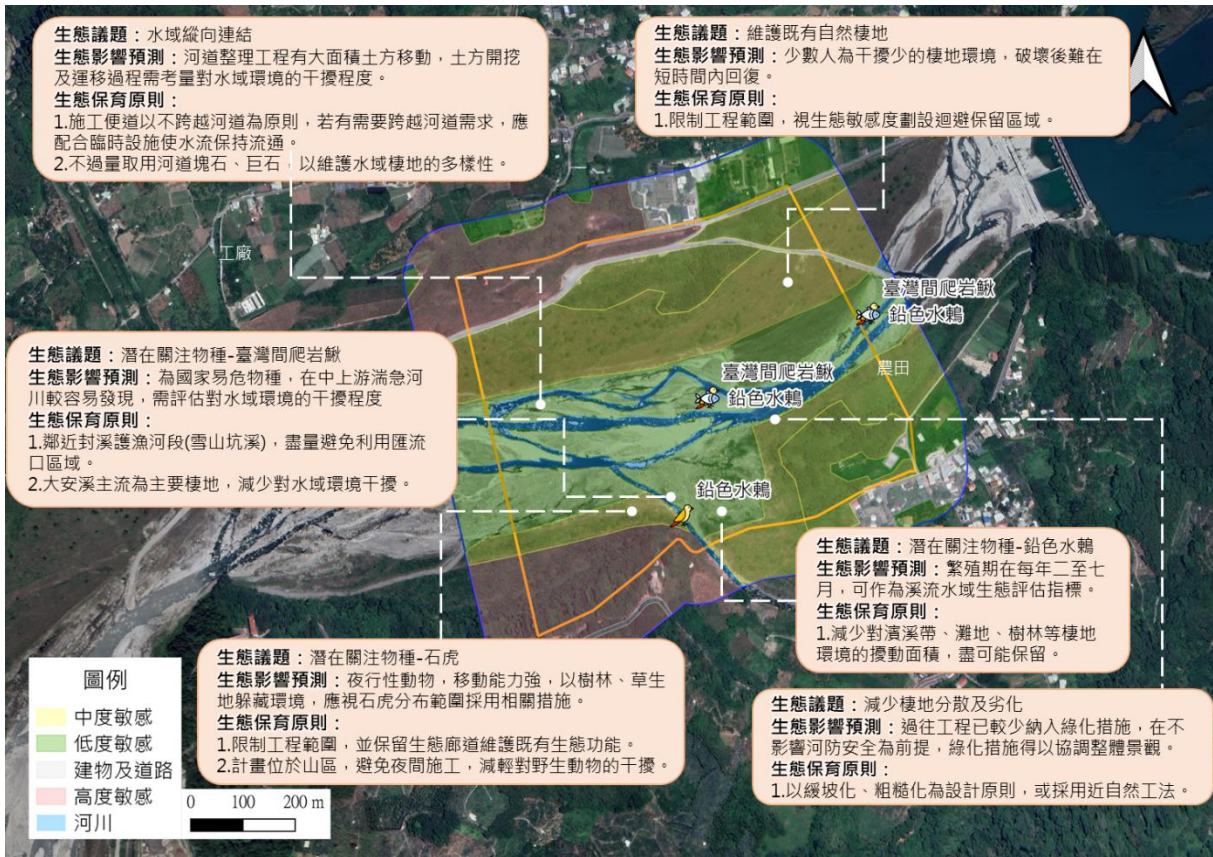 生態議題：水域縱向連結
生態影響預測：河道整理工程有大面積土方移動，土方開挖
及運移過程需考量對水域環境的干擾程度。
生態保育原則：
1.施工便道以不跨越河道為原則，若有需要跨越河道需求，應
配合臨時設施使水流保持流通。
2.不過量取用河道塊石、巨石，以維護水域棲地的多樣性。
生態議題：維護既有自然棲地
生態影響預測：少數人為干擾少的棲地環境，破壞後難在
短時間內回復。
生態保育原則：
1.限制工程範圍，視生態敏感度劃設迴避保留區域。
工廠
臺灣間爬岩鰍
鉛色水鶇
臺灣間爬岩鰍
鉛色水鶇
農田
鉛色水鶇
生態議題：潛在關注物種-臺灣間爬岩鰍
生態影響預測：為國家易危物種，在中上游湍急河
川較容易發現，需評估對水域環境的干擾程度
生態保育原則：
1.鄰近封溪護漁河段(雪山坑溪)，盡量避免利用匯流
口區域。
2.大安溪主流為主要棲地，減少對水域環境干擾。
生態議題：潛在關注物種-鉛色水鶇
生態影響預測：繁殖期在每年二至七
月，可作為溪流水域生態評估指標。
生態保育原則：
1.減少對濱溪帶、灘地、樹林等棲地
環境的擾動面積，盡可能保留。
生態議題：潛在關注物種-石虎
生態影響預測：夜行性動物，移動能力強，以樹林、草生
地躲藏環境，應視石虎分布範圍採用相關措施。
生態保育原則：
1.限制工程範圍，並保留生態廊道維護既有生態功能。
2.計畫位於山區，避免夜間施工，減輕對野生動物的干擾。
生態議題：減少棲地分散及劣化
生態影響預測：過往工程已較少納入綠化措施，在不
影響河防安全為前提，綠化措施得以協調整體景觀。
生態保育原則：
1.以緩坡化、粗糙化為設計原則，或採用近自然工法。
圖例
中度敏感
低度敏感
建物及道路
高度敏感
河川
0 100 200 m